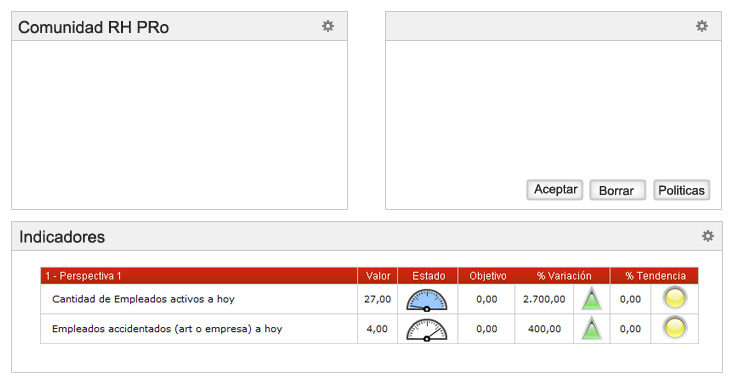 Comunidad RH PRo
Aceptar Borrar Politicas
Indicadores
1 - Perspectiva 1 Valor Estado Objetivo % Variación % Tendencia
Cantidad de Empleados activos a hoy 27,00 0,00 2.700,00 0,00
Empleados accidentados (art o empresa) a hoy 4,00 0,00 400,00 0,00